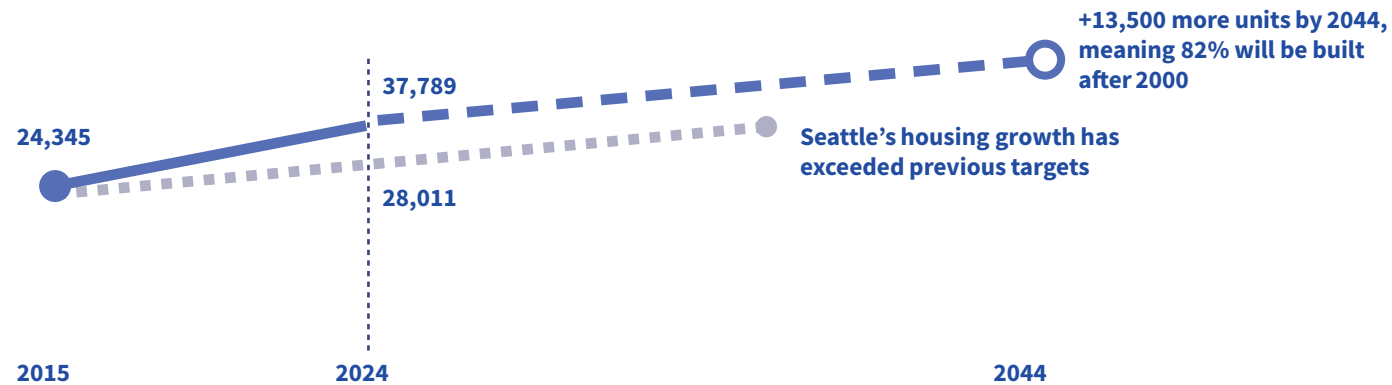 +13,500 more units by 2044,
meaning 82% will be built
after 2000
37,789
24,345
Seattle's housing growth has
exceeded previous targets
28,011
2015
2024
2044